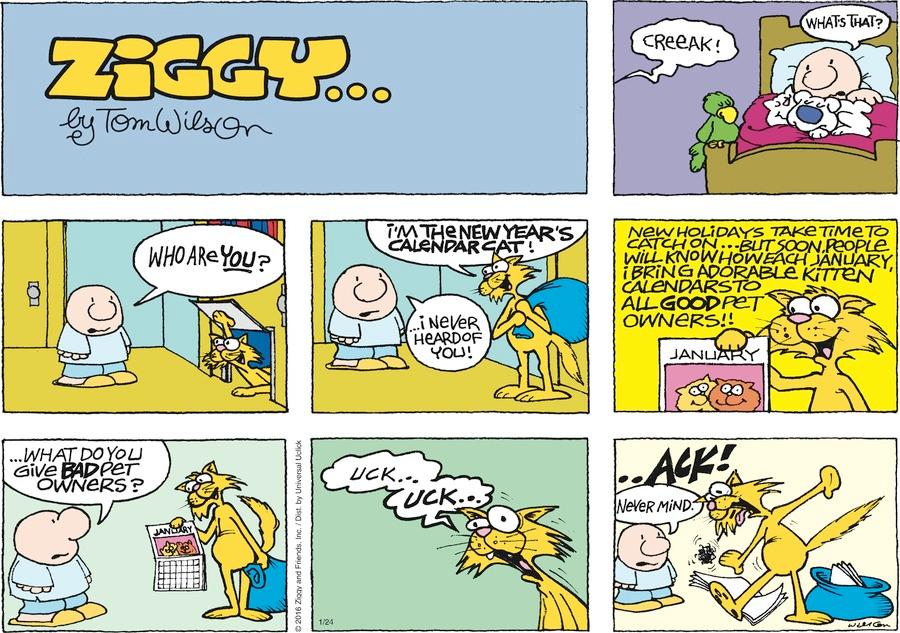 ZiGGY...
by Tom Wilson
CREEAK!
WHAT'S THAT?
WHO ARE YOU?
i'M THE NEW YEAR'S
CALENDAR CAT!
...i NEVER
HEARD OF
YOU!
NEW HOLiDAYS TAKE TiME TO
CATCH ON...BUT SOON, PEOPLE
WiLL KNOW HOW EACH JANUARY,
i BRiNG ADORABLE KiTTEN
CALENDARS TO
ALL GOOD PET
OWNERS!!
JANUARY
...WHAT DO YOU
GiVE BAD PET
OWNERS?
JANUARY
© 2016 Ziggy and Friends, Inc. / Dist. by Universal Uclick
UCK...
UCK...
1/24
..ACK!
NEVER MiND.
WiLSON